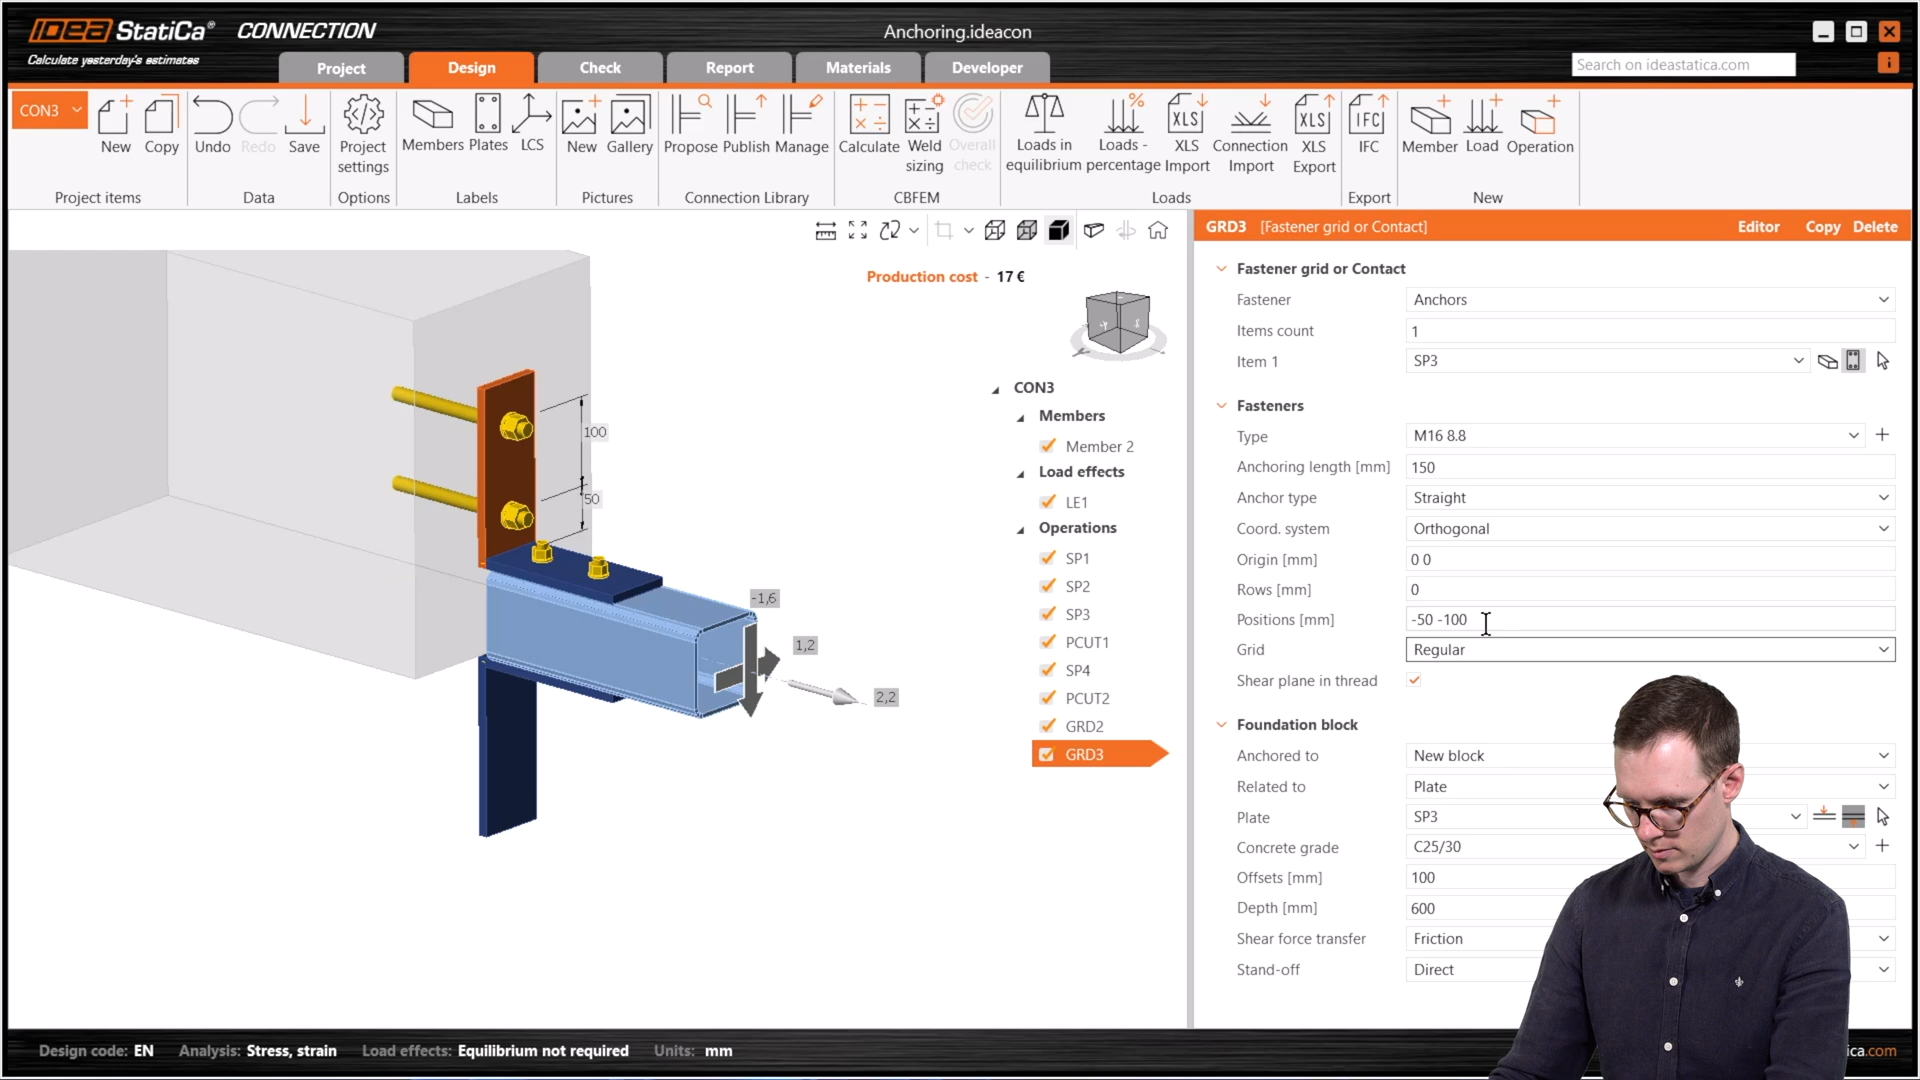 IDEA StatiCa® CONNECTION
Calculate yesterday's estimates
Anchoring.ideacon
Project Design Check Report Materials Developer
Search on ideastatica.com
i
CON3
New Copy Undo Redo Save Project settings Members Plates LCS New Gallery Propose Publish Manage Calculate Weld sizing Overall check Loads in equilibrium Loads - percentage XLS Import Connection Import XLS Export IFC Member Load Operation
Project items Data Options Labels Pictures Connection Library CBFEM Loads Export New
Production cost - 17 €
100
50
-1,6
1,2
2,2
CON3
Members
Member 2
Load effects
LE1
Operations
SP1
SP2
SP3
PCUT1
SP4
PCUT2
GRD2
GRD3
GRD3 [Fastener grid or Contact] Editor Copy Delete
Fastener grid or Contact
Fastener Anchors
Items count 1
Item 1 SP3
Fasteners
Type M16 8.8
Anchoring length [mm] 150
Anchor type Straight
Coord. system Orthogonal
Origin [mm] 0 0
Rows [mm] 0
Positions [mm] -50 -100
Grid Regular
Shear plane in thread
Foundation block
Anchored to New block
Related to Plate
Plate SP3
Concrete grade C25/30
Offsets [mm] 100
Depth [mm] 600
Shear force transfer Friction
Stand-off Direct
Design code: EN Analysis: Stress, strain Load effects: Equilibrium not required Units: mm
ica.com